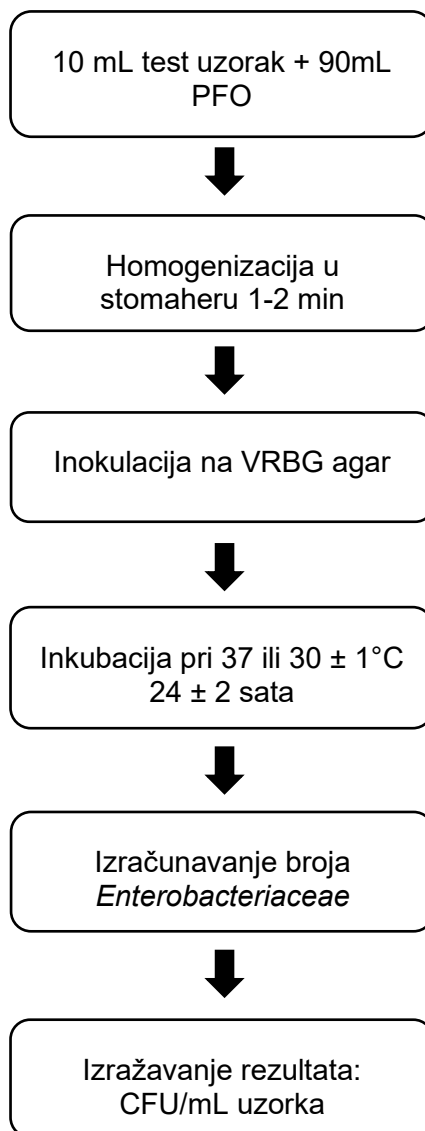 10 mL test uzorak + 90mL
PFO
Homogenizacija u
stomaheru 1-2 min
Inokulacija na VRBG agar
Inkubacija pri 37 ili 30 ± 1°C
24 ± 2 sata
Izračunavanje broja
Enterobacteriaceae
Izražavanje rezultata:
CFU/mL uzorka